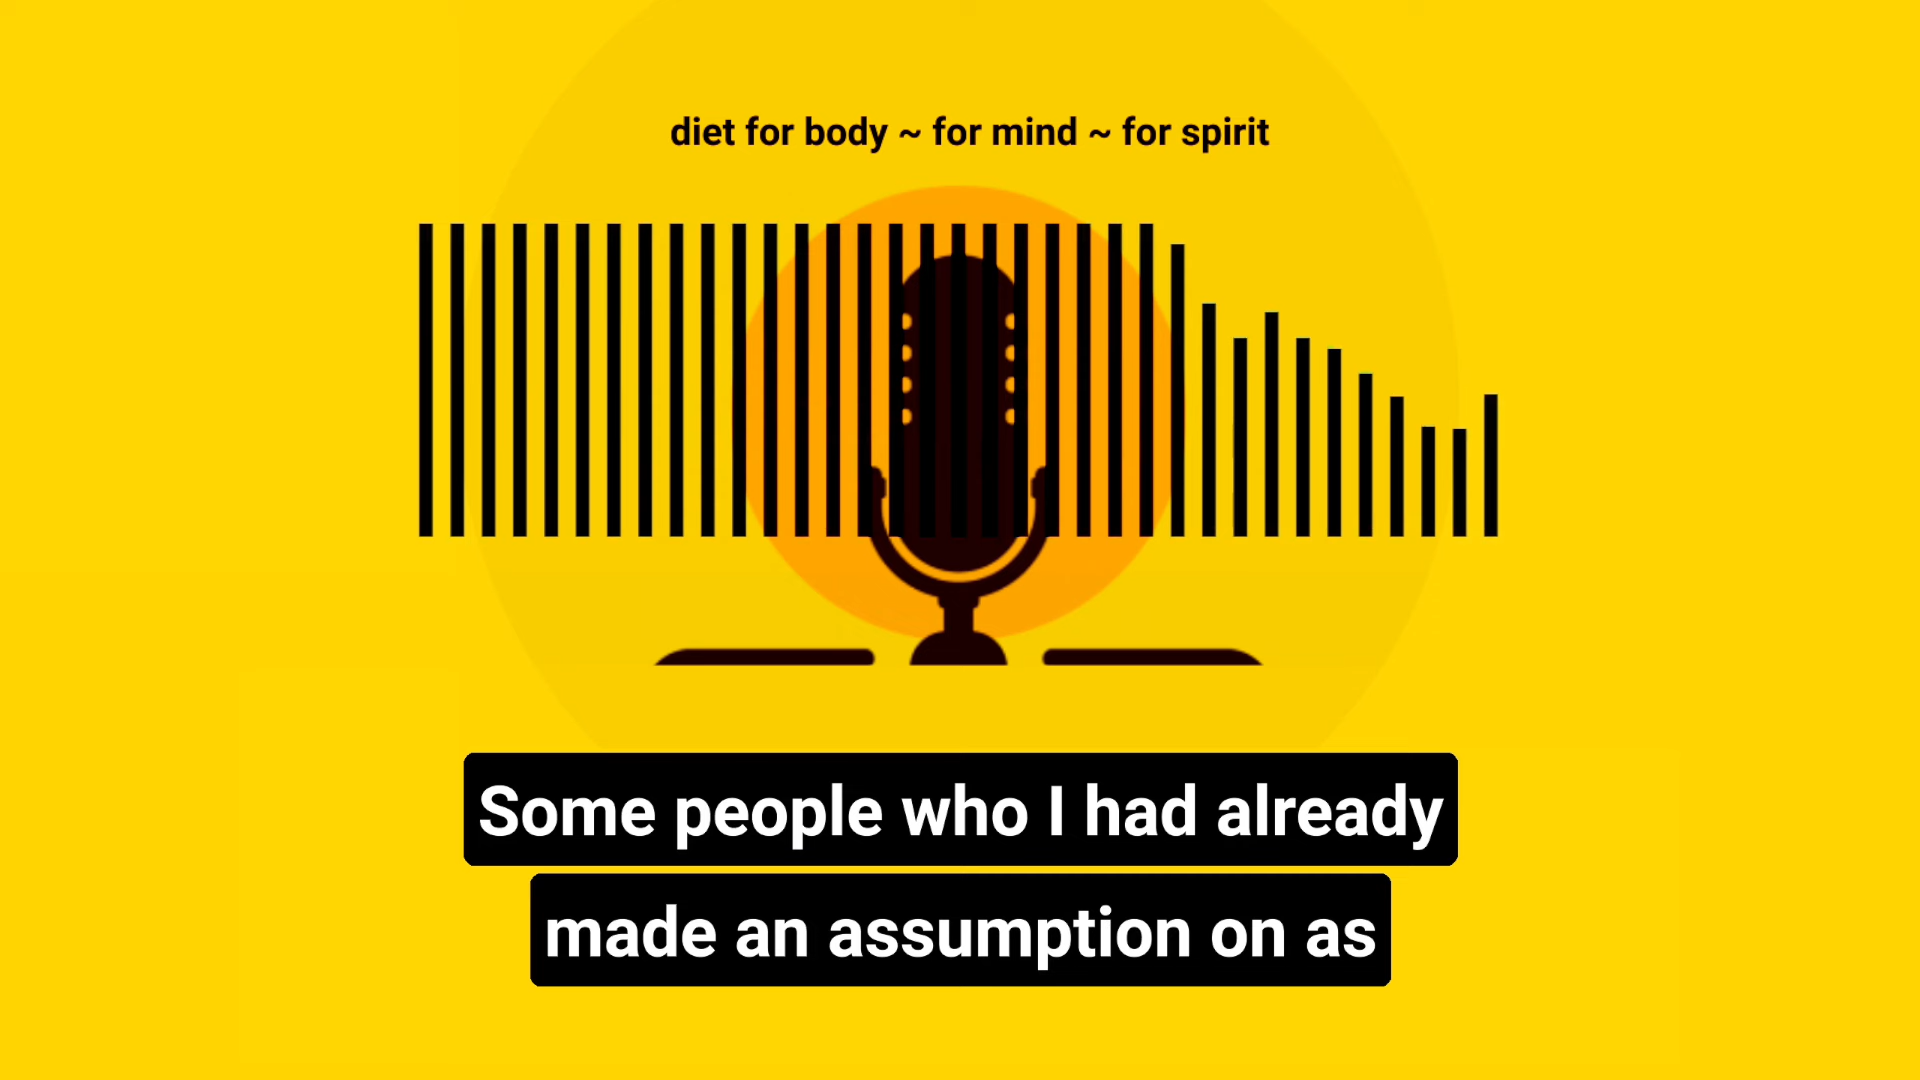 diet for body ~ for mind ~ for spirit
Some people who I had already
made an assumption on as